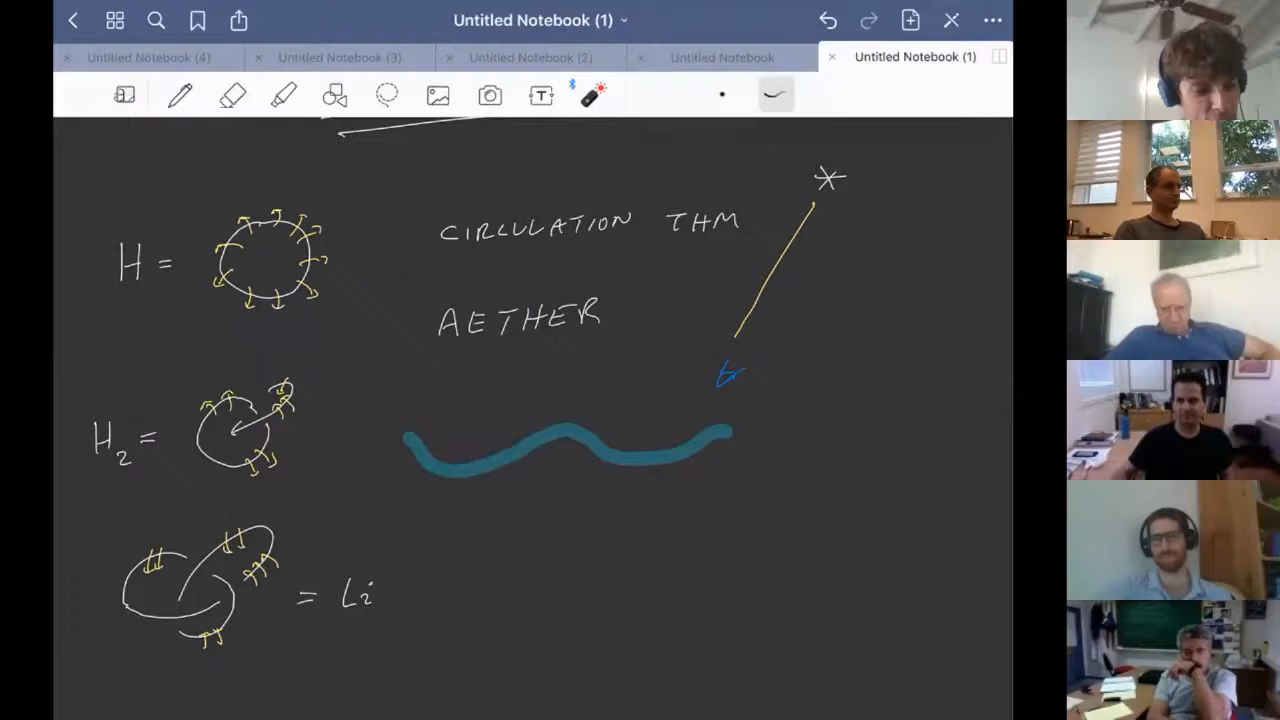 Untitled Notebook (1)
Untitled Notebook (4)
Untitled Notebook (3)
Untitled Notebook (2)
Untitled Notebook
Untitled Notebook (1)
T
H =
CIRCULATION THM
AETHER
H₂ =
= Li